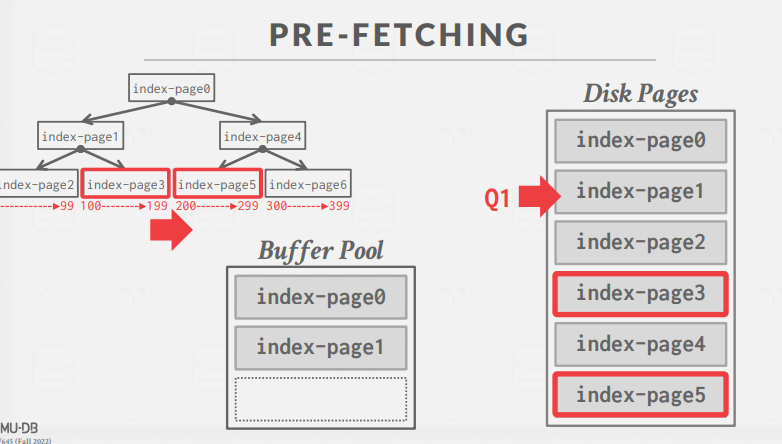 PRE-FETCHING
index-page0
index-page1
index-page4
index-page2
index-page3
index-page5
index-page6
99 100 199 200 299 300 399
Disk Pages
index-page0
Q1
index-page1
index-page2
index-page3
index-page4
index-page5
Buffer Pool
index-page0
index-page1
MU·DB
/645 (Fall 2022)